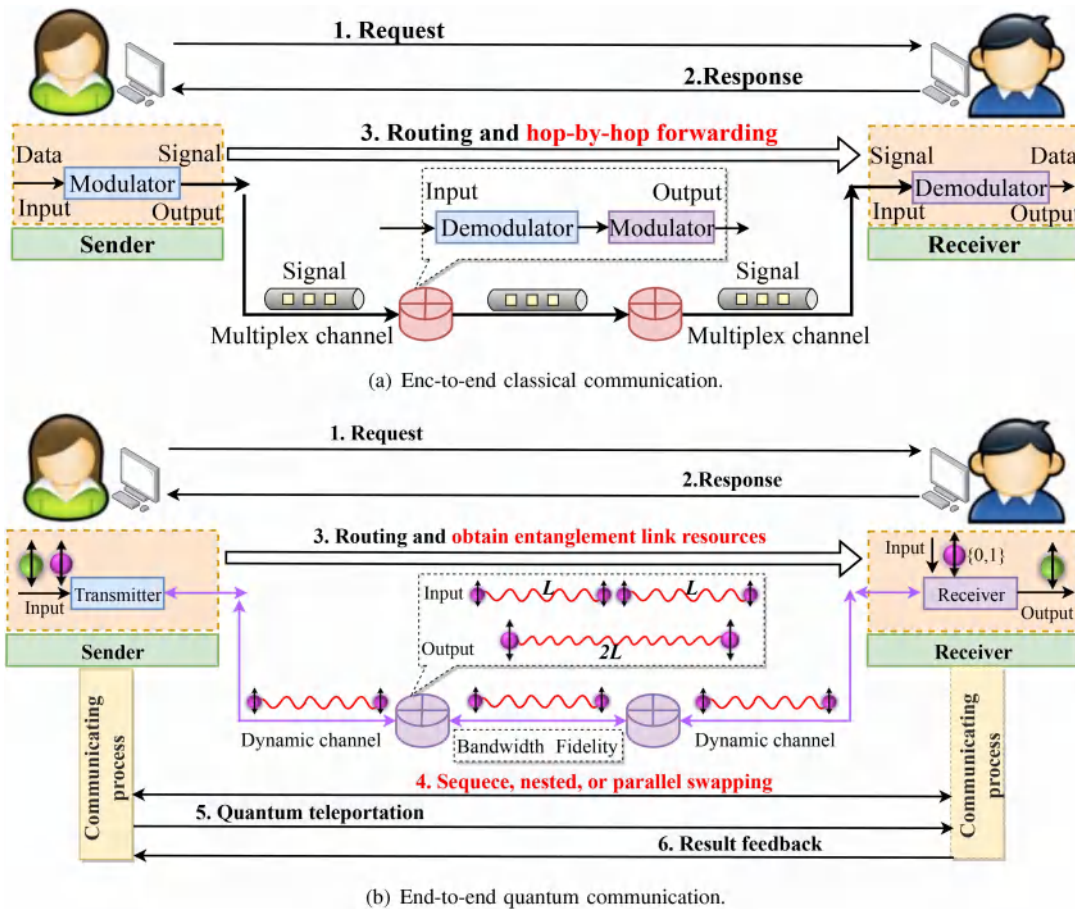 1. Request
2.Response
3. Routing and hop-by-hop forwarding
Data
Signal
Modulator
Input
Output
Sender
Input
Output
Demodulator
Modulator
Signal
Data
Demodulator
Input
Output
Receiver
Signal
Signal
Multiplex channel
Multiplex channel
(a) Enc-to-end classical communication.
1. Request
2.Response
3. Routing and obtain entanglement link resources
Input
Transmitter
Sender
Input
L
L
Output
2L
Input
{0,1}
Receiver
Output
Receiver
Dynamic channel
Bandwidth Fidelity
Dynamic channel
Communicating
process
Communicating
process
4. Sequece, nested, or parallel swapping
5. Quantum teleportation
6. Result feedback
(b) End-to-end quantum communication.